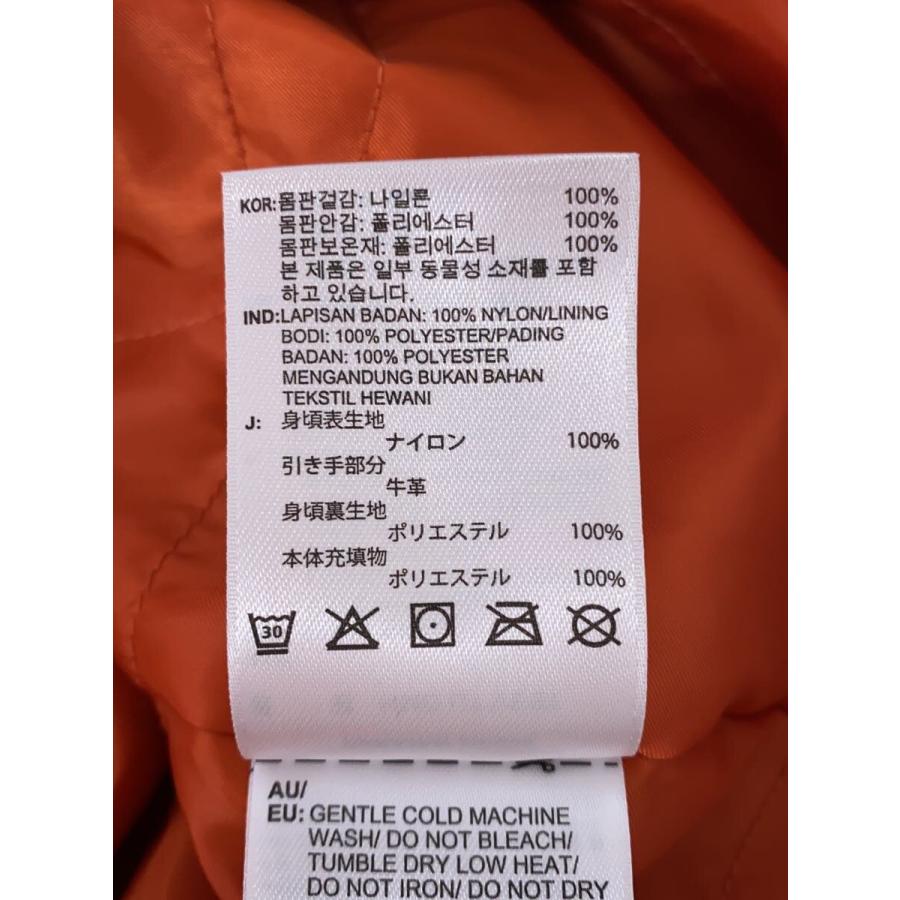 KOR:몸판겉감: 나일론 100%
몸판안감: 폴리에스터 100%
몸판보온재: 폴리에스터 100%
본 제품은 일부 동물성 소재를 포함
하고 있습니다.
IND:LAPISAN BADAN: 100% NYLON/LINING
BODI: 100% POLYESTER/PADING
BADAN: 100% POLYESTER
MENGANDUNG BUKAN BAHAN
TEKSTIL HEWANI
J: 身頃表生地
ナイロン 100%
引き手部分
牛革
身頃裏生地
ポリエステル 100%
本体充填物
ポリエステル 100%
30
AU/
EU: GENTLE COLD MACHINE
WASH/ DO NOT BLEACH/
TUMBLE DRY LOW HEAT/
DO NOT IRON/ DO NOT DRY